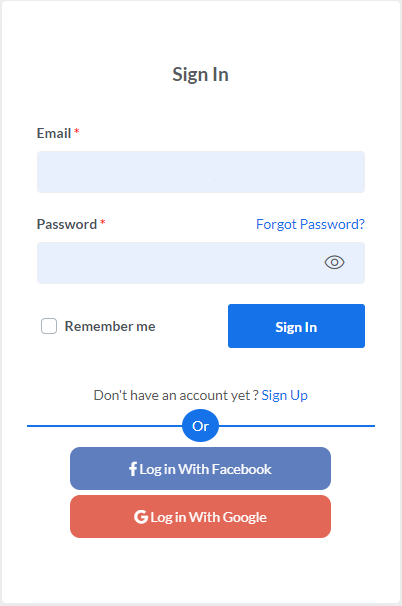 Sign In
Email *
Password *
Forgot Password?
Remember me
Sign In
Don't have an account yet ? Sign Up
Or
Log in With Facebook
Log in With Google